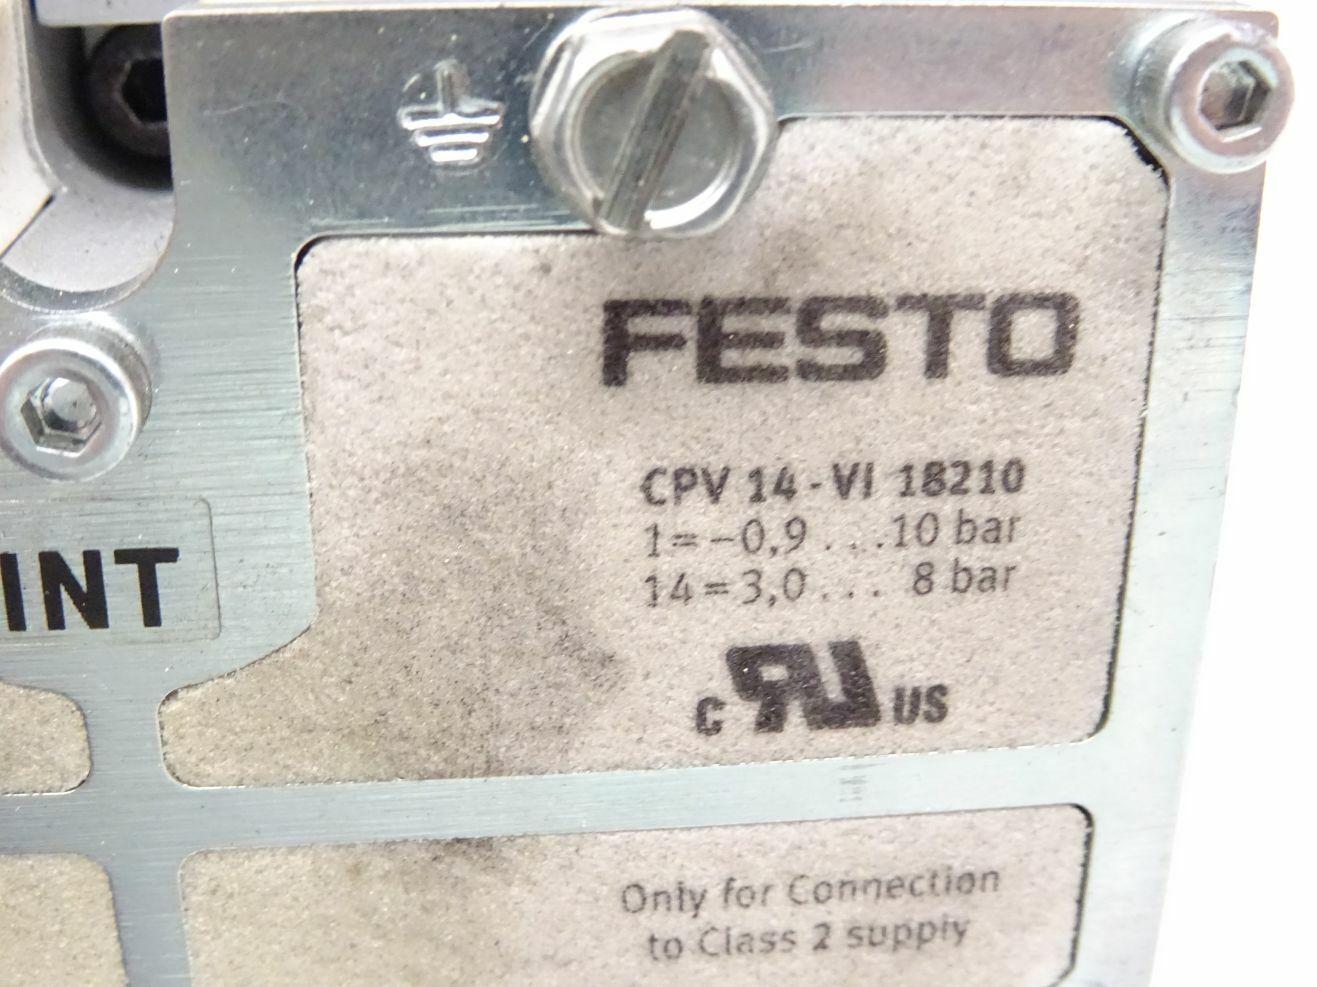 FESTO
CPV 14-VI 18210
1=-0,9...10 bar
14=3,0... 8 bar
INT
c RU US
Only for Connection
to Class 2 supply